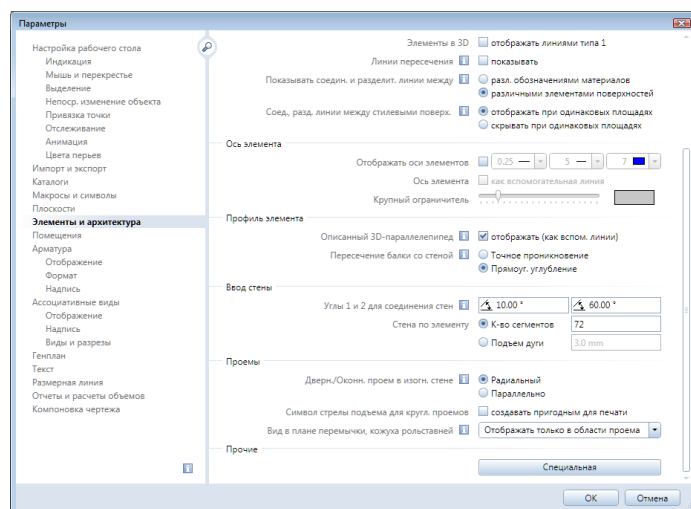 Параметры
Настройка рабочего стола
Индикация
Мышь и перекрестье
Выделение
Непоср. изменение объекта
Привязка точки
Отслеживание
Анимация
Цвета перьев
Импорт и экспорт
Каталоги
Макросы и символы
Плоскости
Элементы и архитектура
Помещения
Арматура
Отображение
Формат
Надпись
Ассоциативные виды
Отображение
Надпись
Виды и разрезы
Генплан
Текст
Размерная линия
Отчеты и расчеты объемов
Компоновка чертежа
Элементы в 3D отображать линиями типа 1
Линии пересечения показывать
Показывать соедин. и разделит. линии между разл. обозначениями материалов
различными элементами поверхностей
Соед., разд. линии между стилевыми поверх. отображать при одинаковых площадях
скрывать при одинаковых площадях
Ось элемента
Отображать оси элементов 0.25 5 7
Ось элемента как вспомогательная линия
Крупный ограничитель
Профиль элемента
Описанный 3D-параллелепипед отображать (как вспом. линии)
Пересечение балки со стеной Точное проникновение
Прямоуг. углубление
Ввод стены
Углы 1 и 2 для соединения стен 10.00 ° 60.00 °
Стена по элементу К-во сегментов 72
Подъем дуги 3.0 mm
Проемы
Дверн./Оконн. проем в изогн. стене Радиальный
Параллельно
Символ стрелы подъема для кругл. проемов создавать пригодным для печати
Вид в плане перемычки, кожуха рольставней Отображать только в области проема
Прочие
Специальная
OK Отмена